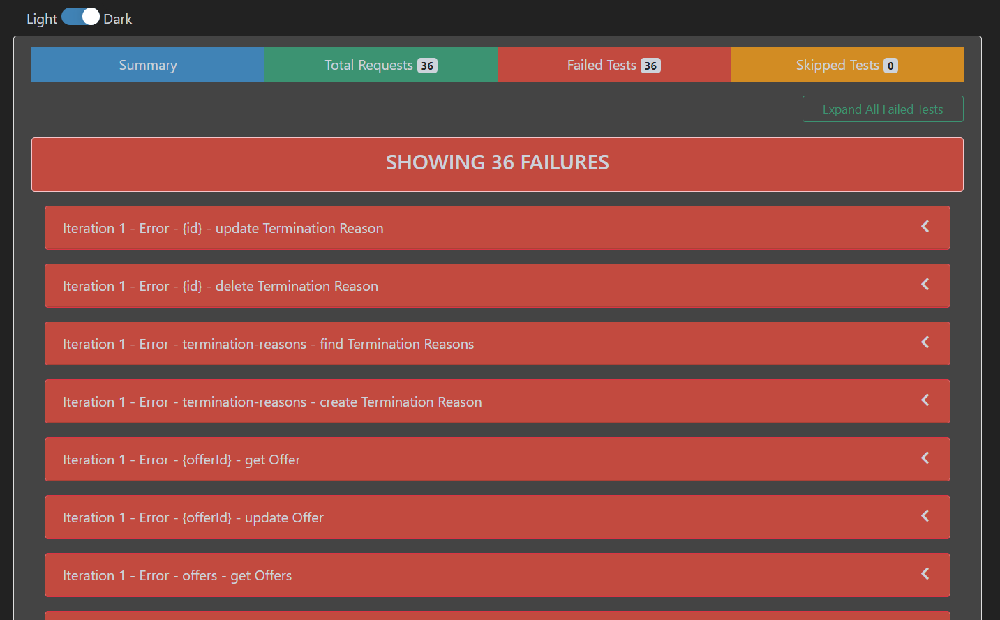 Light Dark
Summary
Total Requests 36
Failed Tests 36
Skipped Tests 0
Expand All Failed Tests
SHOWING 36 FAILURES
Iteration 1 - Error - {id} - update Termination Reason
Iteration 1 - Error - {id} - delete Termination Reason
Iteration 1 - Error - termination-reasons - find Termination Reasons
Iteration 1 - Error - termination-reasons - create Termination Reason
Iteration 1 - Error - {offerId} - get Offer
Iteration 1 - Error - {offerId} - update Offer
Iteration 1 - Error - offers - get Offers